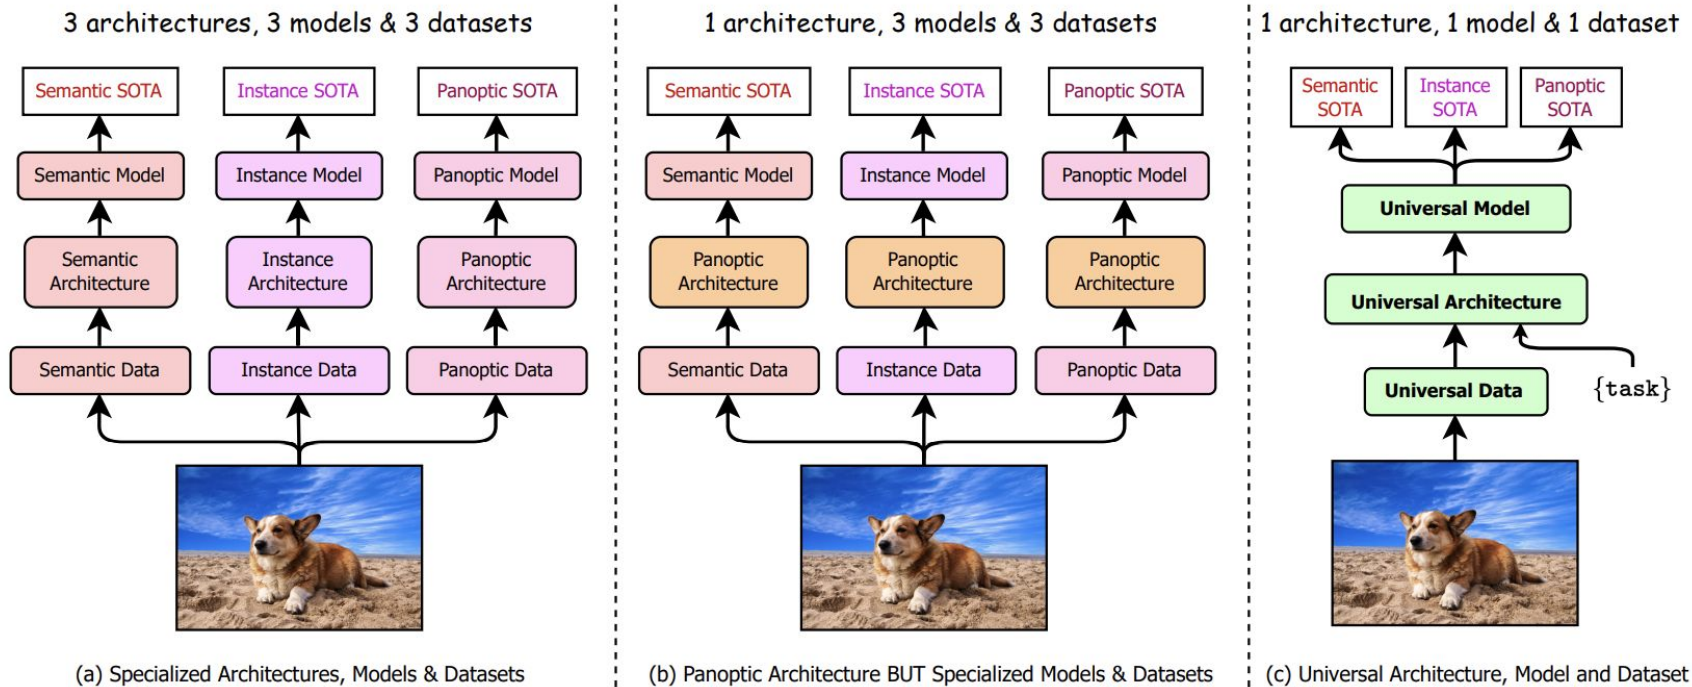 3 architectures, 3 models & 3 datasets
Semantic SOTA
Instance SOTA
Panoptic SOTA
Semantic Model
Instance Model
Panoptic Model
Semantic
Architecture
Instance
Architecture
Panoptic
Architecture
Semantic Data
Instance Data
Panoptic Data
(a) Specialized Architectures, Models & Datasets
1 architecture, 3 models & 3 datasets
Semantic SOTA
Instance SOTA
Panoptic SOTA
Semantic Model
Instance Model
Panoptic Model
Panoptic
Architecture
Panoptic
Architecture
Panoptic
Architecture
Semantic Data
Instance Data
Panoptic Data
(b) Panoptic Architecture BUT Specialized Models & Datasets
1 architecture, 1 model & 1 dataset
Semantic
SOTA
Instance
SOTA
Panoptic
SOTA
Universal Model
Universal Architecture
Universal Data
{task}
(c) Universal Architecture, Model and Dataset